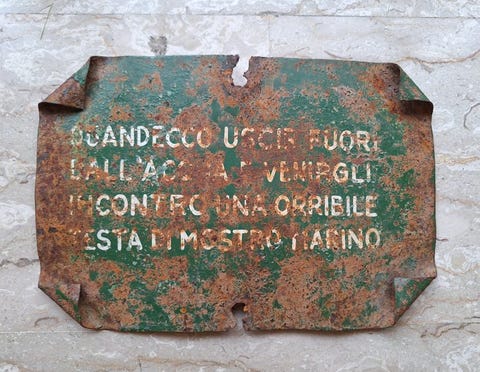 QUANDECCO USCIR FUORI
DALL'ACQUA E VENIRGLI
INCONTRO UNA ORRIBILE
TESTA DI MOSTRO MARINO